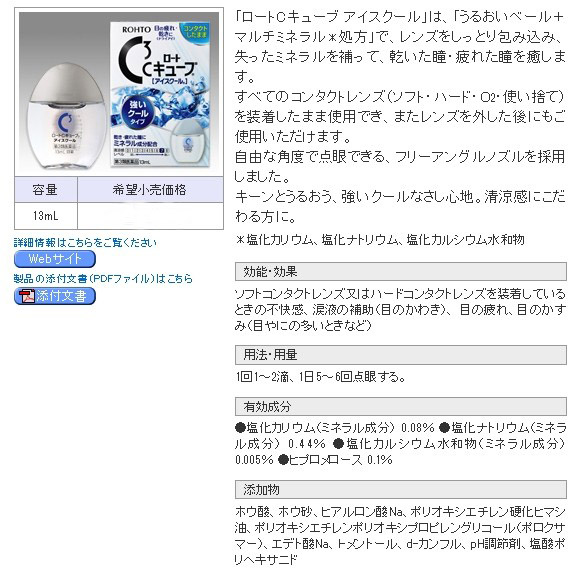 ROHTO
目の疲れ
乾きに
コンタクトしたまま
C³
ロート
Cキューブ
[アイスクール]
強い
クール
タイプ
乾き・疲れた瞳に
ミネラル成分配合
第3類医薬品
13mL
ロートCキューブ
アイスクール
容量 希望小売価格
13mL
詳細情報はこちらをご覧ください
Webサイト
製品の添付文書(PDFファイル)はこちら
添付文書
「ロートCキューブ アイスクール」は、「うるおいベール＋
マルチミネラル＊処方」で、レンズをしっとり包み込み、
失ったミネラルを補って、乾いた瞳・疲れた瞳を癒しま
す。
すべてのコンタクトレンズ(ソフト・ハード・O2・使い捨て)
を装着したまま使用でき、またレンズを外した後にもご
使用いただけます。
自由な角度で点眼できる、フリーアングルノズルを採用
しました。
キーンとうるおう、強いクールなさし心地。清涼感にこだ
わる方に。
＊塩化カリウム、塩化ナトリウム、塩化カルシウム水和物
効能・効果
ソフトコンタクトレンズ又はハードコンタクトレンズを装着している
ときの不快感、涙液の補助(目のかわき)、目の疲れ、目のかす
み(目やにの多いときなど)
用法・用量
1回1～2滴、1日5～6回点眼する。
有効成分
●塩化カリウム(ミネラル成分) 0.08% ●塩化ナトリウム(ミネラ
ル成分) 0.44% ●塩化カルシウム水和物(ミネラル成分)
0.005% ●ヒプロメロース 0.1%
添加物
ホウ酸、ホウ砂、ヒアルロン酸Na、ポリオキシエチレン硬化ヒマシ
油、ポリオキシエチレンポリオキシプロピレングリコール(ポロクサ
マー)、エデト酸Na、l-メントール、d-カンフル、pH調節剤、塩酸ポ
リヘキサニド